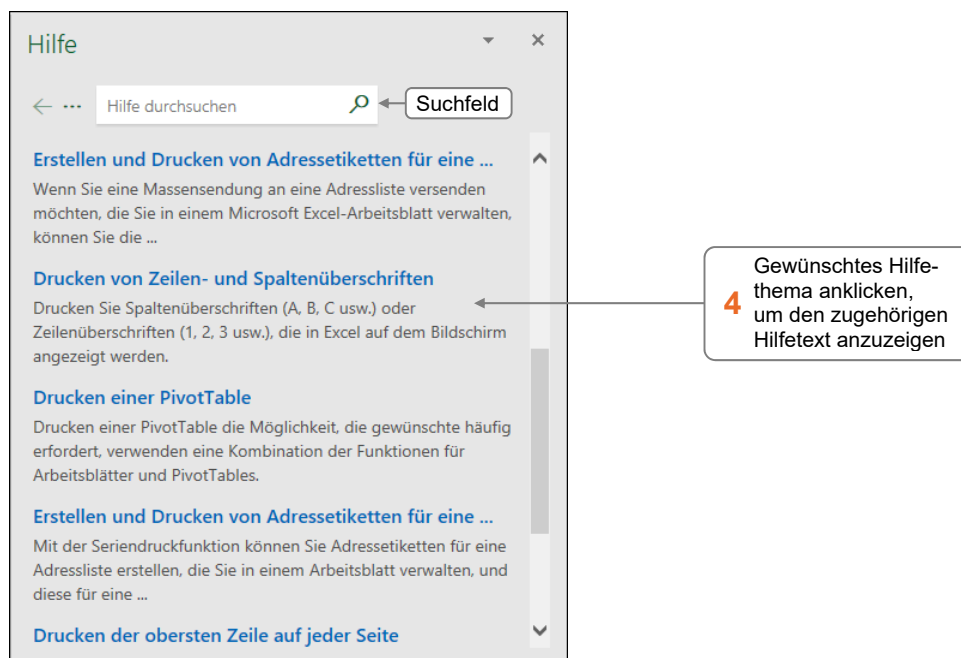 Hilfe
Hilfe durchsuchen
Suchfeld
Erstellen und Drucken von Adressetiketten für eine ...
Wenn Sie eine Massensendung an eine Adressliste versenden
möchten, die Sie in einem Microsoft Excel-Arbeitsblatt verwalten,
können Sie die ...
Drucken von Zeilen- und Spaltenüberschriften
Drucken Sie Spaltenüberschriften (A, B, C usw.) oder
Zeilenüberschriften (1, 2, 3 usw.), die in Excel auf dem Bildschirm
angezeigt werden.
Drucken einer PivotTable
Drucken einer PivotTable die Möglichkeit, die gewünschte häufig
erfordert, verwenden eine Kombination der Funktionen für
Arbeitsblätter und PivotTables.
Erstellen und Drucken von Adressetiketten für eine ...
Mit der Seriendruckfunktion können Sie Adressetiketten für eine
Adressliste erstellen, die Sie in einem Arbeitsblatt verwalten, und
diese für eine ...
Drucken der obersten Zeile auf jeder Seite
4
Gewünschtes Hilfe-
thema anklicken,
um den zugehörigen
Hilfetext anzuzeigen